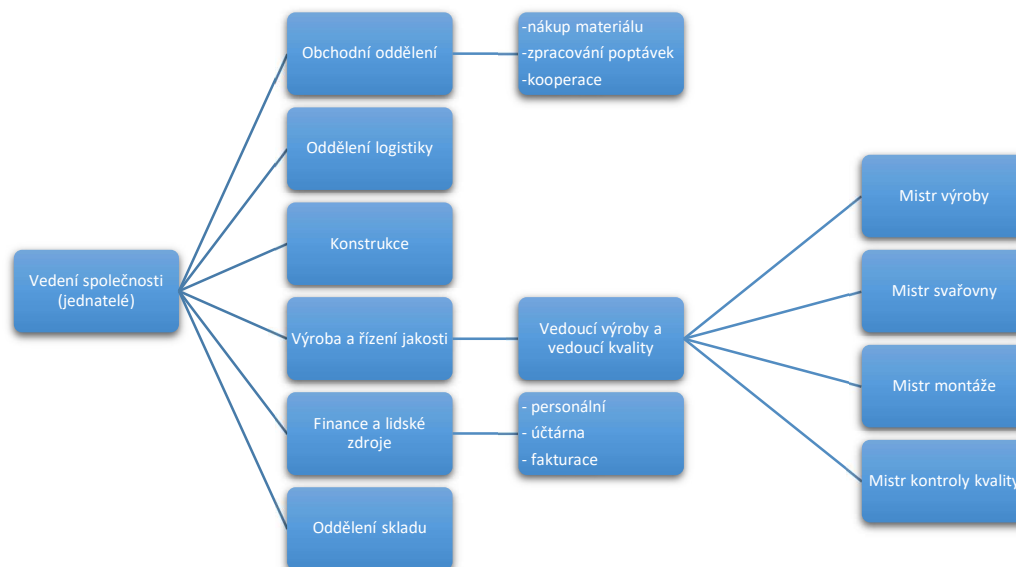 Vedení společnosti
(jednatelé)
Obchodní oddělení
-nákup materiálu
-zpracování poptávek
-kooperace
Oddělení logistiky
Konstrukce
Výroba a řízení jakosti
Vedoucí výroby a
vedoucí kvality
Mistr výroby
Mistr svařovny
Mistr montáže
Mistr kontroly kvality
Finance a lidské
zdroje
- personální
- účtárna
- fakturace
Oddělení skladu